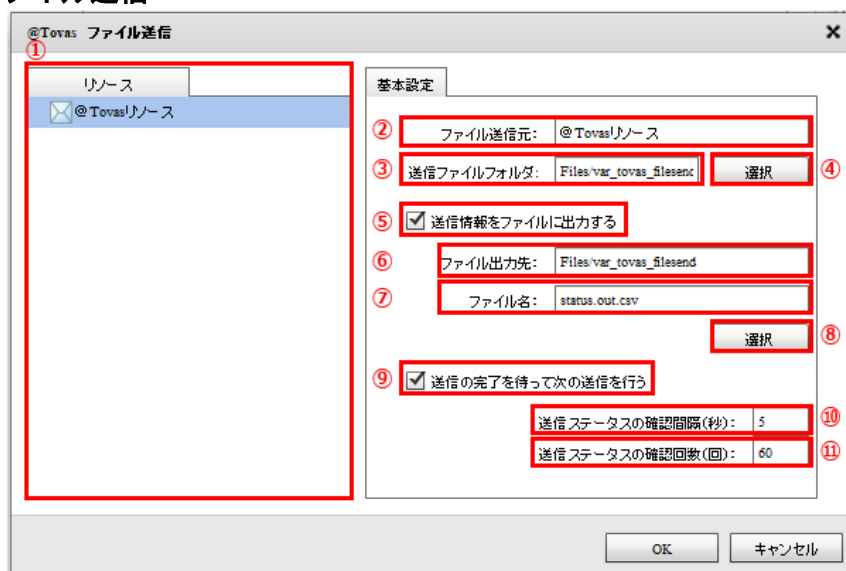 @Tovas ファイル送信
①
リソース
@Tovasリソース
基本設定
② ファイル送信元: @Tovasリソース
③ 送信ファイルフォルダ: Files/var_tovas_filesend 選択 ④
⑤ 送信情報をファイルに出力する
⑥ ファイル出力先: Files/var_tovas_filesend
⑦ ファイル名: status.out.csv
選択 ⑧
⑨ 送信の完了を待って次の送信を行う
送信ステータスの確認間隔(秒): 5 ⑩
送信ステータスの確認回数(回): 60 ⑪
OK キャンセル